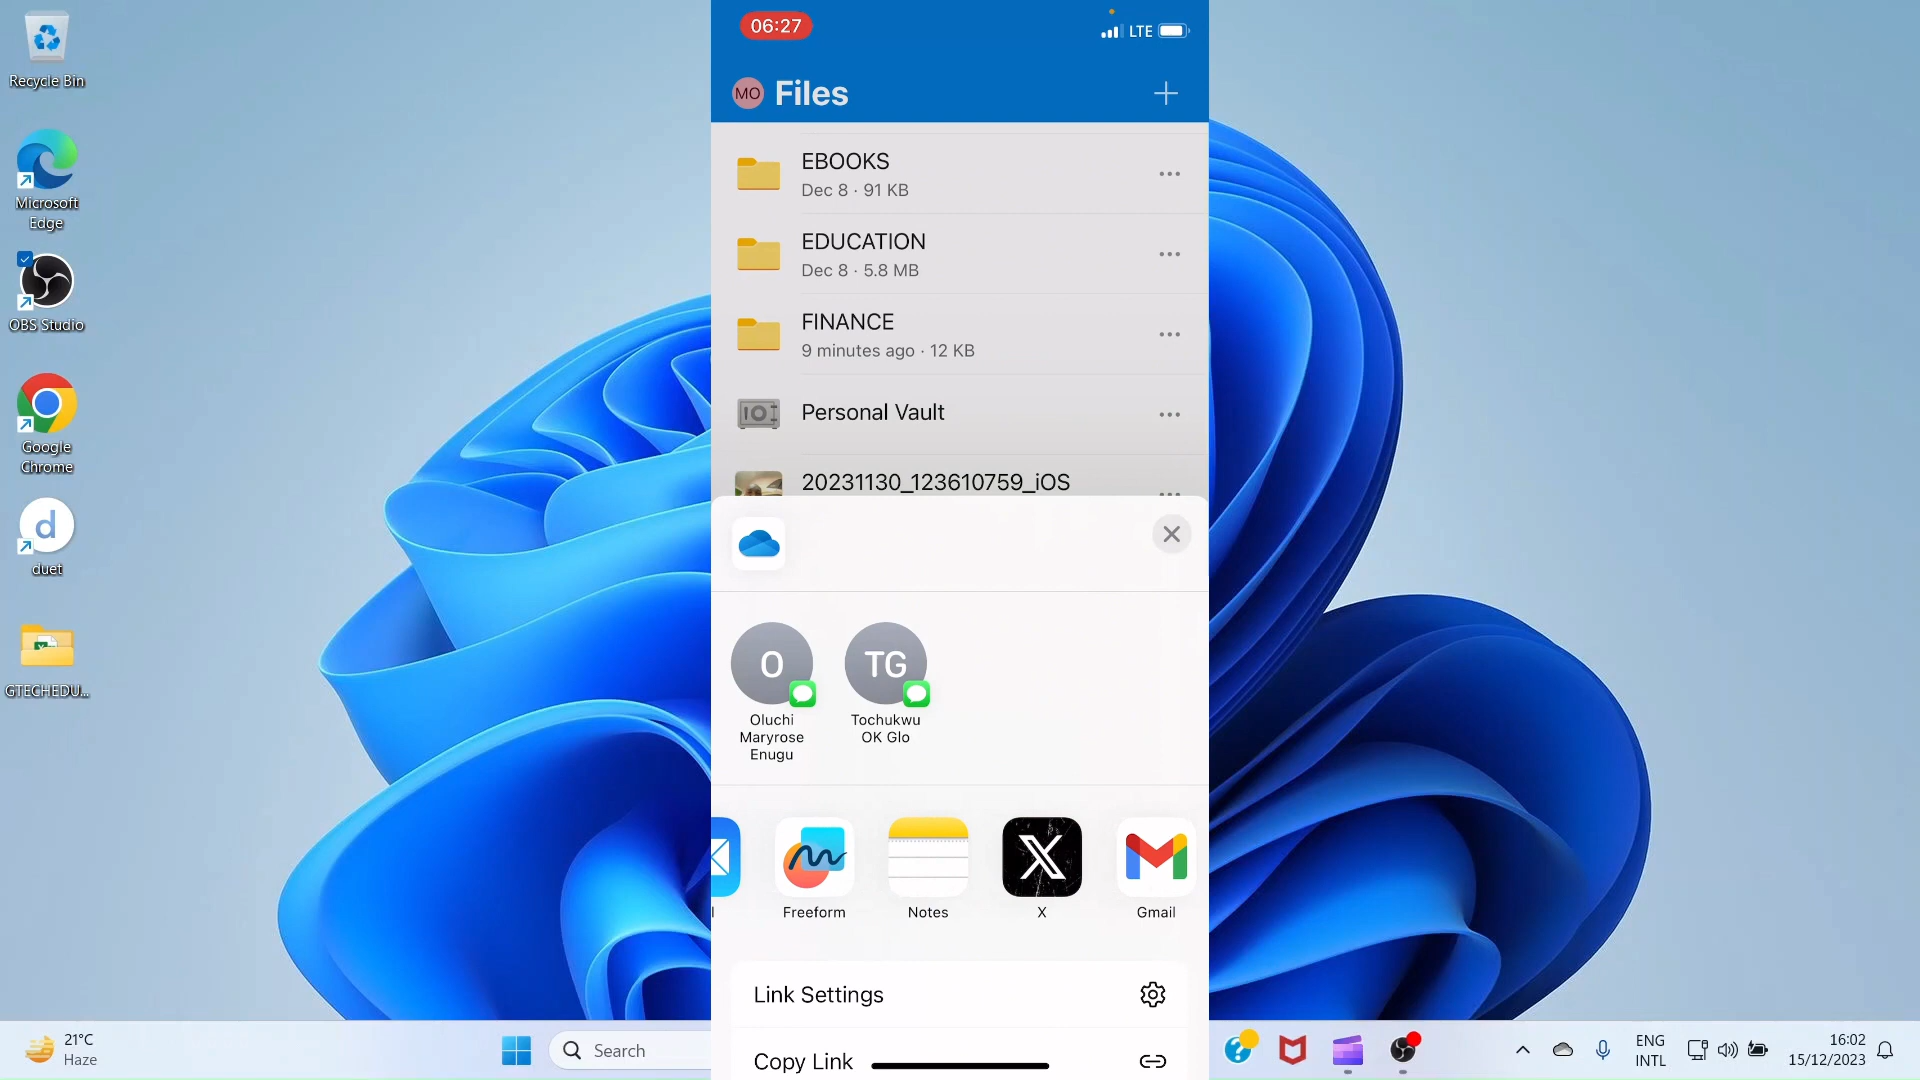 Recycle Bin
Microsoft
Edge
OBS Studio
Google
Chrome
d
duet
GTECHEDU...
06:27
LTE
MO
Files
EBOOKS
Dec 8 · 91 KB
EDUCATION
Dec 8 · 5.8 MB
FINANCE
9 minutes ago · 12 KB
Personal Vault
20231130_123610759_iOS
O
Oluchi
Maryrose
Enugu
TG
Tochukwu
OK Glo
l
Freeform
Notes
X
Gmail
Link Settings
Copy Link
21°C
Haze
Search
ENG
INTL
16:02
15/12/2023